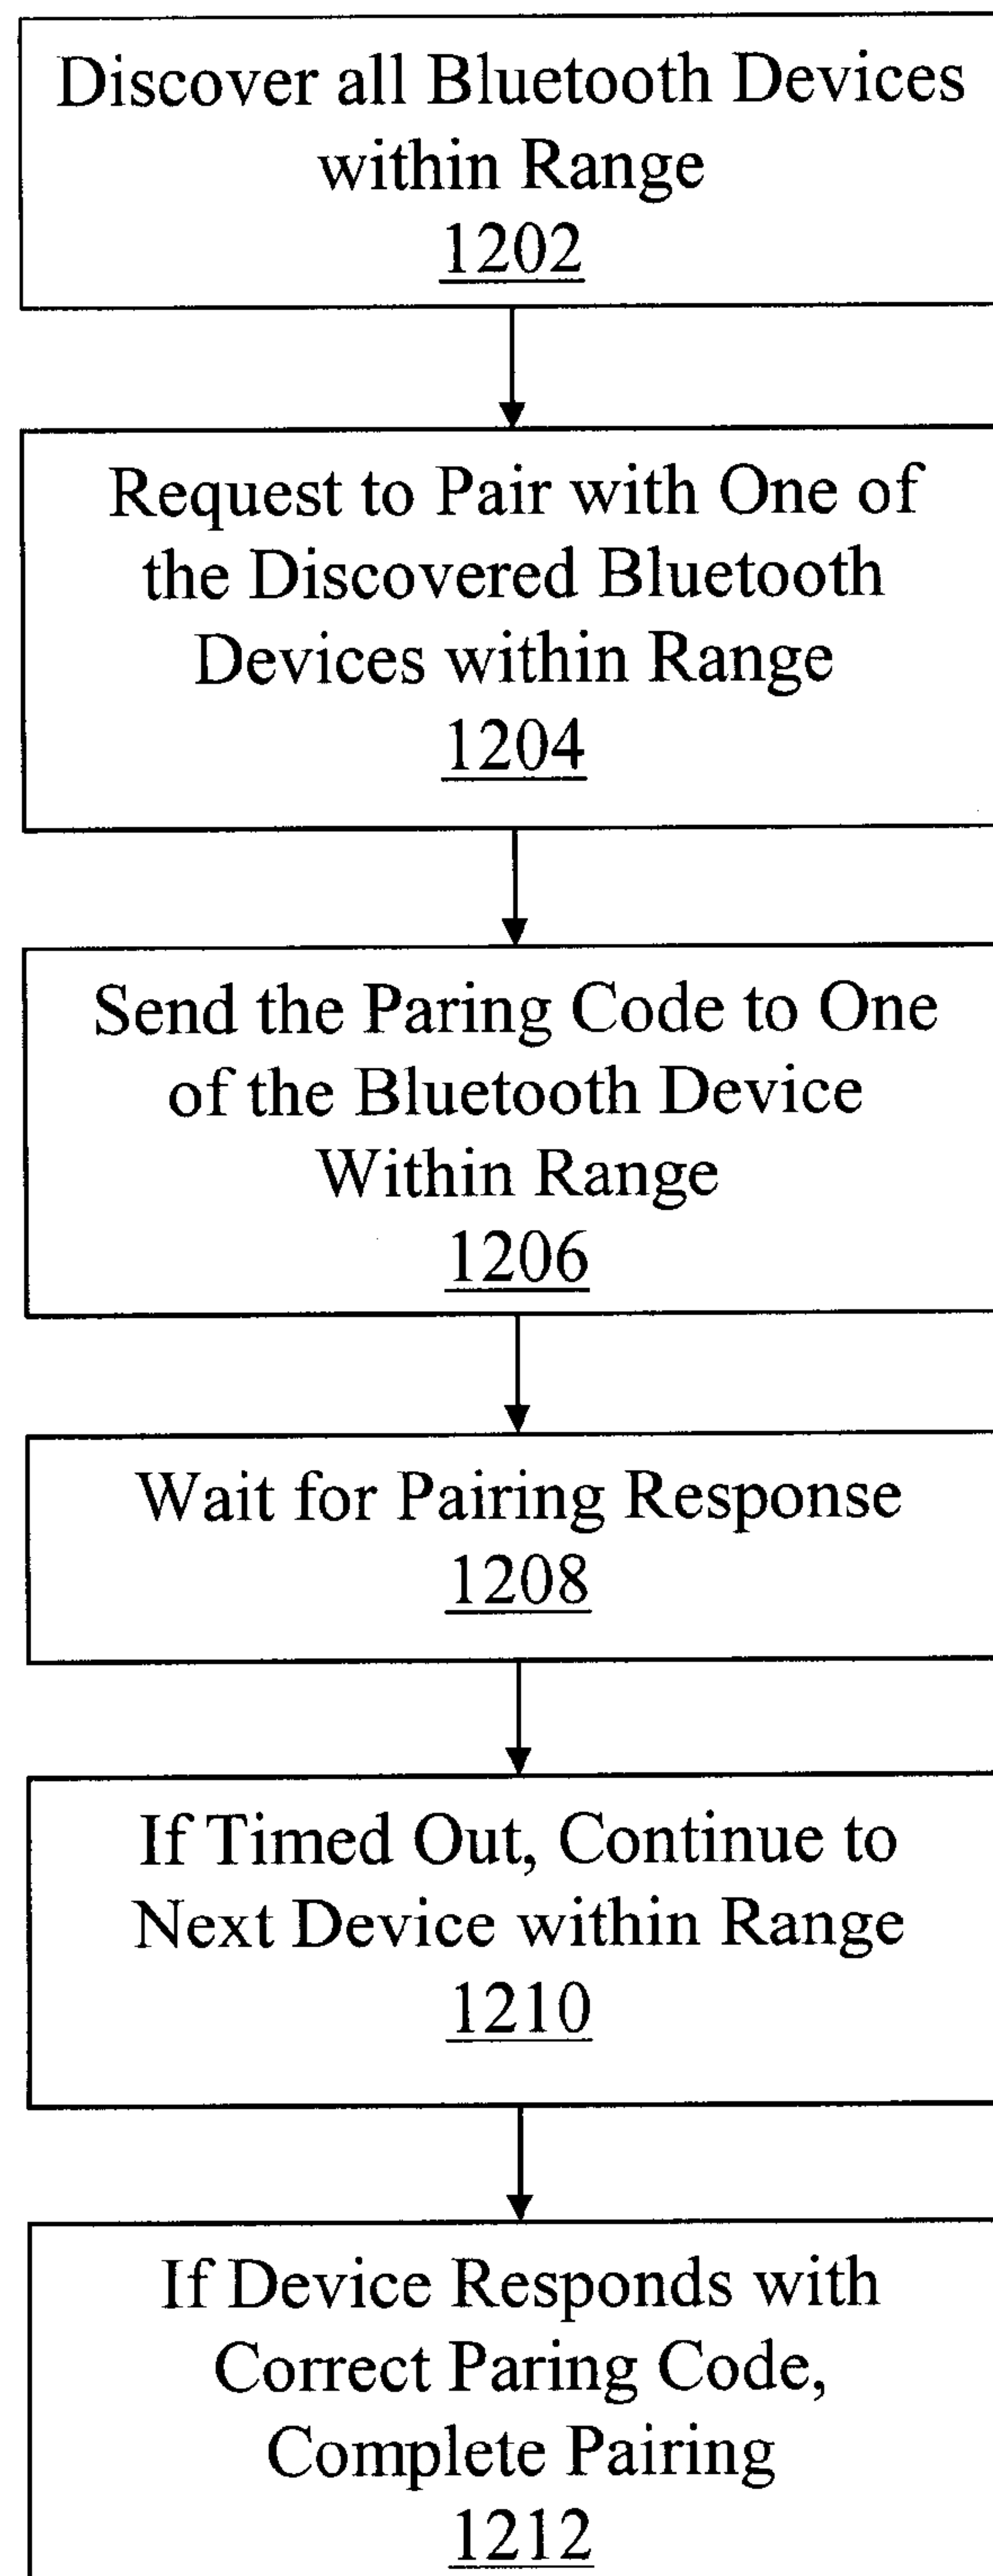 Discover all Bluetooth Devices
within Range
1202
Request to Pair with One of
the Discovered Bluetooth
Devices within Range
1204
Send the Paring Code to One
of the Bluetooth Device
Within Range
1206
Wait for Pairing Response
1208
If Timed Out, Continue to
Next Device within Range
1210
If Device Responds with
Correct Paring Code,
Complete Pairing
1212